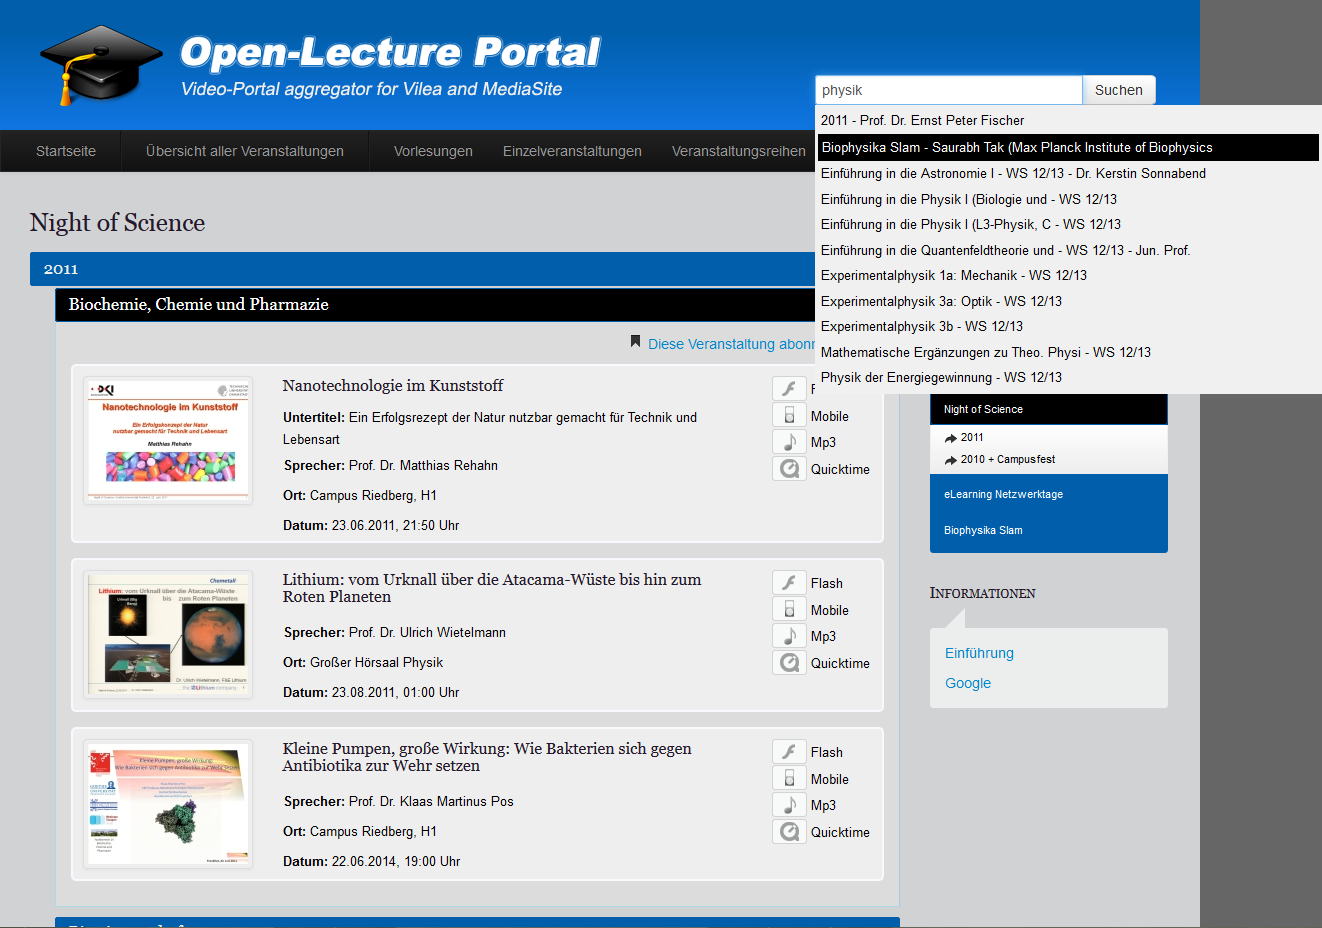 Open-Lecture Portal
Video-Portal aggregator for Vilea and MediaSite
physik
Suchen
2011 - Prof. Dr. Ernst Peter Fischer
Biophysika Slam - Saurabh Tak (Max Planck Institute of Biophysics
Einführung in die Astronomie I - WS 12/13 - Dr. Kerstin Sonnabend
Einführung in die Physik I (Biologie und - WS 12/13
Einführung in die Physik I (L3-Physik, C - WS 12/13
Einführung in die Quantenfeldtheorie und - WS 12/13 - Jun. Prof.
Experimentalphysik 1a: Mechanik - WS 12/13
Experimentalphysik 3a: Optik - WS 12/13
Experimentalphysik 3b - WS 12/13
Mathematische Ergänzungen zu Theo. Physi - WS 12/13
Physik der Energiegewinnung - WS 12/13
Startseite
Übersicht aller Veranstaltungen
Vorlesungen
Einzelveranstaltungen
Veranstaltungsreihen
Night of Science
2011
Biochemie, Chemie und Pharmazie
Diese Veranstaltung abonn
DKI
Nanotechnologie im Kunststoff
Ein Erfolgskonzept der Natur
nutzbar gemacht für Technik und Lebensart
Matthias Rehahn
Nanotechnologie im Kunststoff
Untertitel: Ein Erfolgsrezept der Natur nutzbar gemacht für Technik und
Lebensart
Sprecher: Prof. Dr. Matthias Rehahn
Ort: Campus Riedberg, H1
Datum: 23.06.2011, 21:50 Uhr
F
Mobile
Mp3
Quicktime
Chemetall
Lithium: vom Urknall über die Atacama-Wüste
bis zum Roten Planeten
Urknall (Big
Bang)
Dr. Ulrich Wietelmann, F&E Lithium
the Lithium company
Lithium: vom Urknall über die Atacama-Wüste bis hin zum
Roten Planeten
Sprecher: Prof. Dr. Ulrich Wietelmann
Ort: Großer Hörsaal Physik
Datum: 23.08.2011, 01:00 Uhr
Flash
Mobile
Mp3
Quicktime
Kleine Pumpen, große Wirkung:
Wie Bakterien sich gegen Antibiotika zur Wehr setzen
GOETHE
UNIVERSITÄT
Kleine Pumpen, große Wirkung: Wie Bakterien sich gegen
Antibiotika zur Wehr setzen
Sprecher: Prof. Dr. Klaas Martinus Pos
Ort: Campus Riedberg, H1
Datum: 22.06.2014, 19:00 Uhr
Flash
Mobile
Mp3
Quicktime
Night of Science
2011
2010 + Campusfest
eLearning Netzwerktage
Biophysika Slam
INFORMATIONEN
Einführung
Google